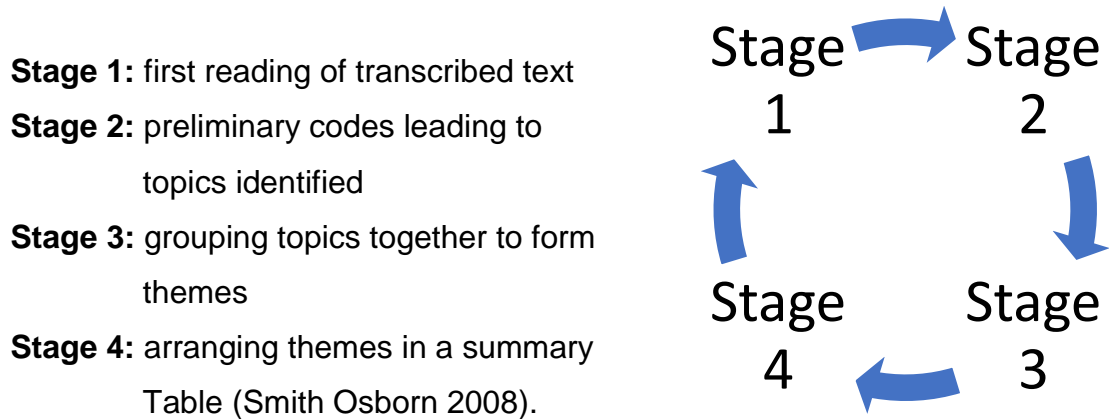 Stage 1: first reading of transcribed text
Stage 2: preliminary codes leading to
topics identified
Stage 3: grouping topics together to form
themes
Stage 4: arranging themes in a summary
Table (Smith Osborn 2008).
Stage
1
Stage
2
Stage
3
Stage
4